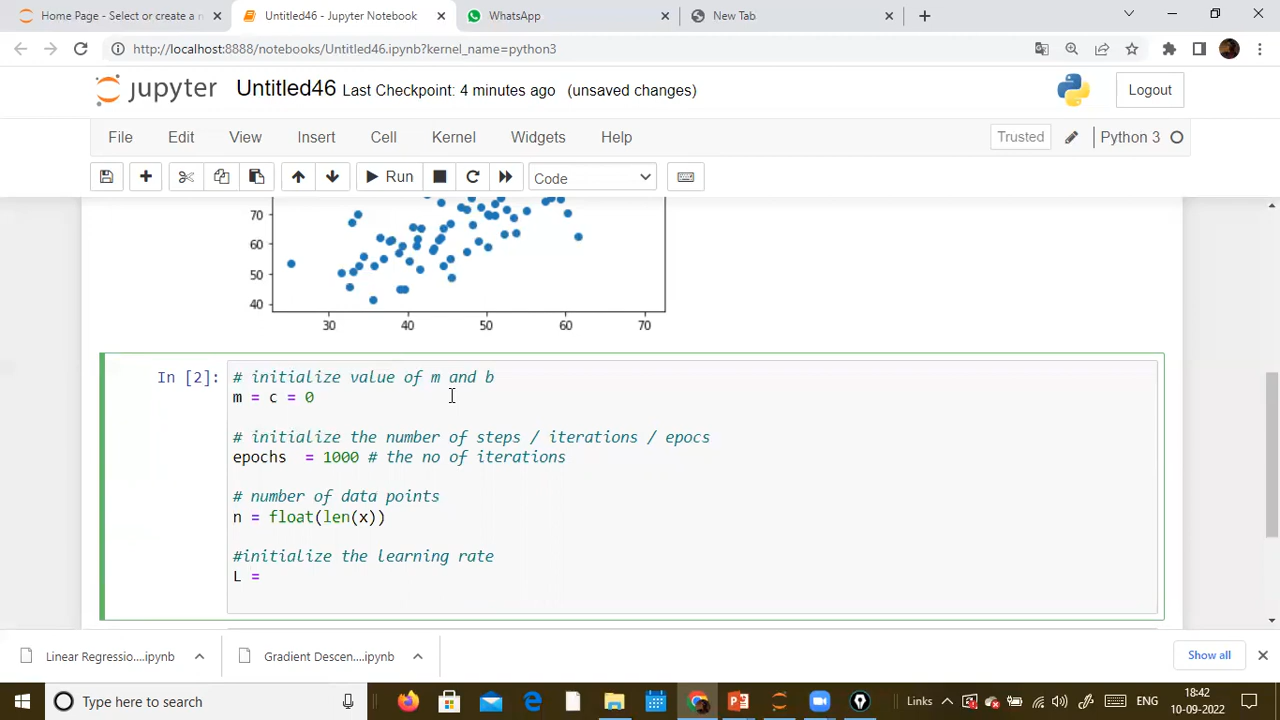 Home Page - Select or create a n
Untitled46 - Jupyter Notebook
WhatsApp
New Tab
http://localhost:8888/notebooks/Untitled46.ipynb?kernel_name=python3
jupyter
Untitled46 Last Checkpoint: 4 minutes ago (unsaved changes)
Logout
File Edit View Insert Cell Kernel Widgets Help
Trusted
Python 3
Run
Code
70
60
50
40
30 40 50 60 70
In [2]:
# initialize value of m and b
m = c = 0
# initialize the number of steps / iterations / epocs
epochs  = 1000 # the no of iterations
# number of data points
n = float(len(x))
#initialize the learning rate
L =
Linear Regressio....ipynb
Gradient Descen....ipynb
Show all
Type here to search
Links
ENG
18:42
10-09-2022